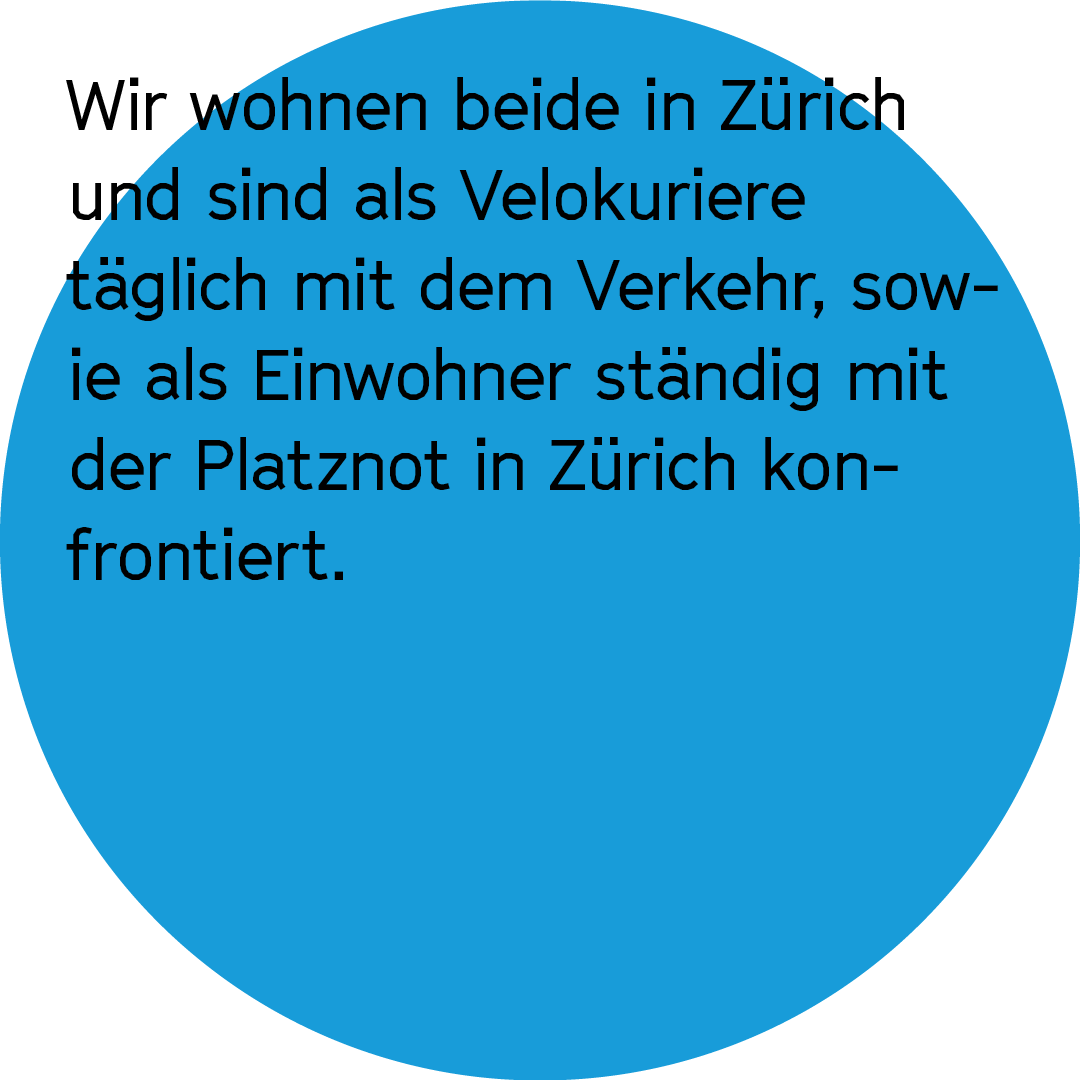 Wir wohnen beide in Zürich
und sind als Velokuriere
täglich mit dem Verkehr, sow-
ie als Einwohner ständig mit
der Platznot in Zürich kon-
frontiert.